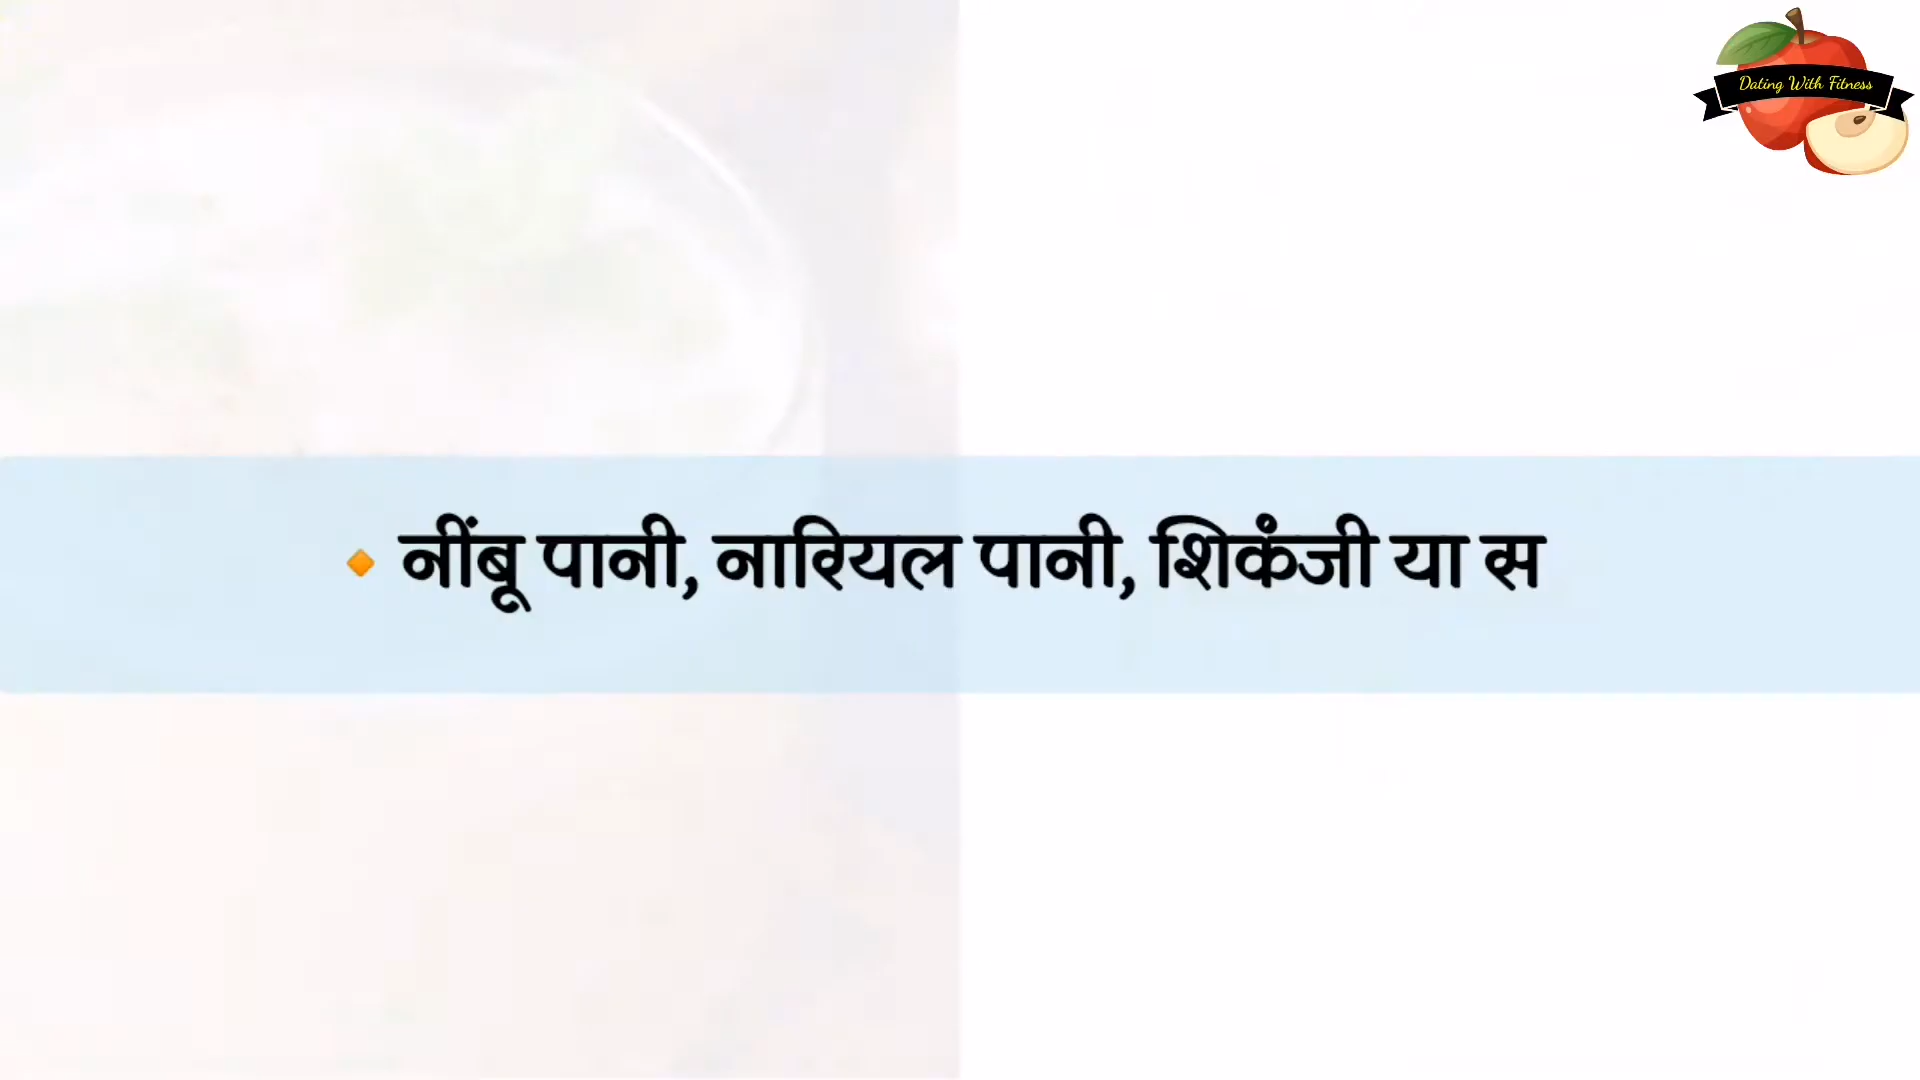 Dating With Fitness
🔸 नींबू पानी, नारियल पानी, शिकंजी या स